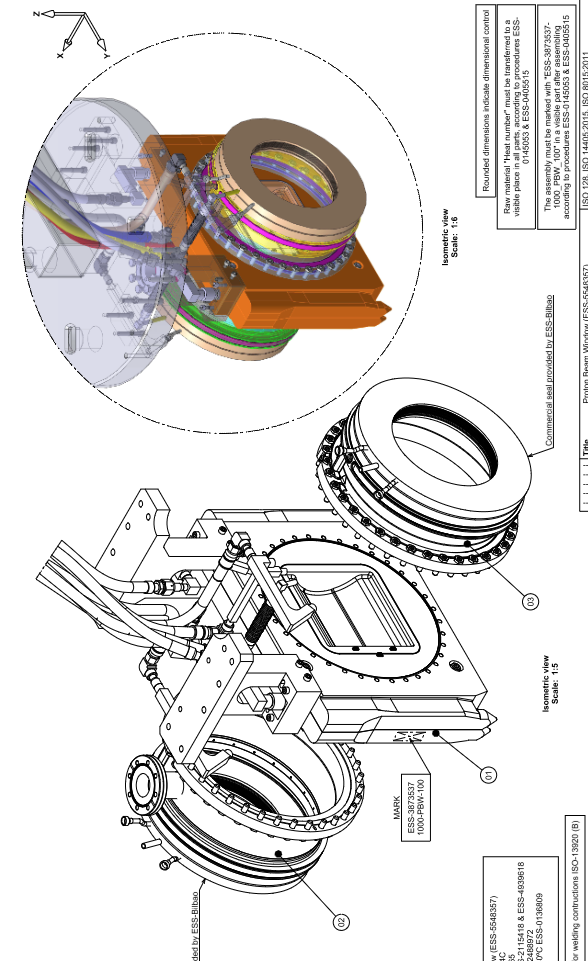 Z
X
Y
Isometric view
Scale: 1:6
Rounded dimensions indicate dimensional control
Raw material "Heat number" must be transferred to a
visible place in all parts, according to procedures ESS-
0145053 & ESS-0405515
The assembly must be marked with "ESS-3873537-
1000_PBW_100" in a visible part after assembling
according to procedures ESS-0145053 & ESS-0405515
ISO 128, ISO 14405:2015, ISO 8015:2011
Commercial seal provided by ESS-Bilbao
Title
Proton Beam Window (ESS-5548357)
03
Isometric view
Scale: 1:5
01
MARK
ESS-3873537
1000-PBW-100
02
ded by ESS-Bilbao
w (ESS-5548357)
S-2115418 & ESS-4939618
2488972
0ºC ESS-0136809
or welding contructions ISO-13920 (B)